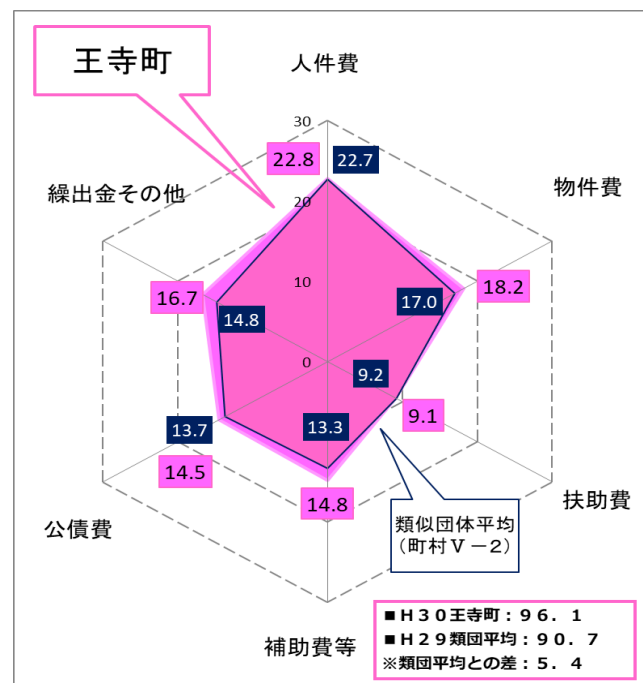 王寺町
人件費
30
22.8
22.7
繰出金その他
物件費
20
16.7
18.2
17.0
14.8
10
0
9.2
9.1
13.7
13.3
14.5
14.8
扶助費
公債費
類似団体平均
（町村Ⅴ－２）
補助費等
■Ｈ３０王寺町：９６．１
■Ｈ２９類団平均：９０．７
※類団平均との差：５．４